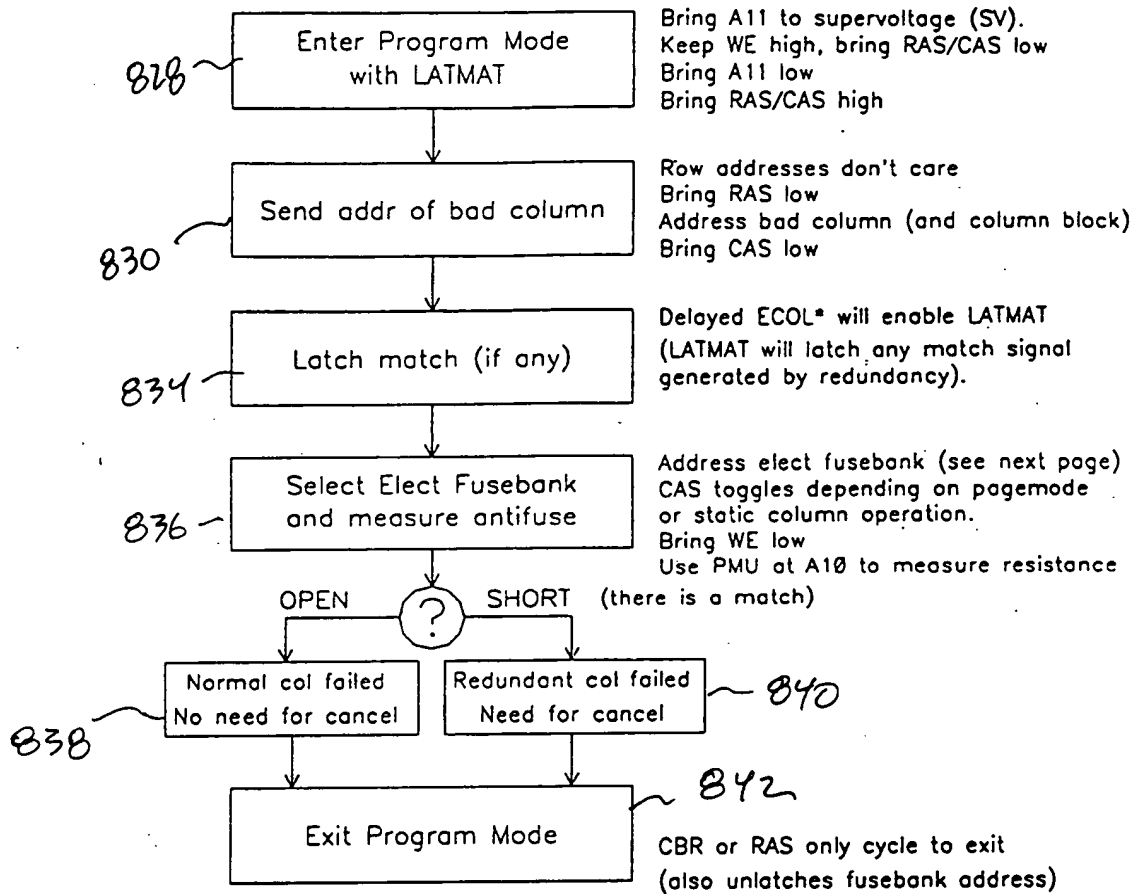 Enter Program Mode
with LATMAT
828
Bring A11 to supervoltage (SV).
Keep WE high, bring RAS/CAS low
Bring A11 low
Bring RAS/CAS high
Send addr of bad column
830
Row addresses don't care
Bring RAS low
Address bad column (and column block)
Bring CAS low
Latch match (if any)
834
Delayed ECOL* will enable LATMAT
(LATMAT will latch any match signal
generated by redundancy).
Select Elect Fusebank
and measure antifuse
836
Address elect fusebank (see next page)
CAS toggles depending on pagemode
or static column operation.
Bring WE low
Use PMU at A10 to measure resistance
OPEN
?
SHORT (there is a match)
Normal col failed
No need for cancel
838
Redundant col failed
Need for cancel
840
Exit Program Mode
842
CBR or RAS only cycle to exit
(also unlatches fusebank address)